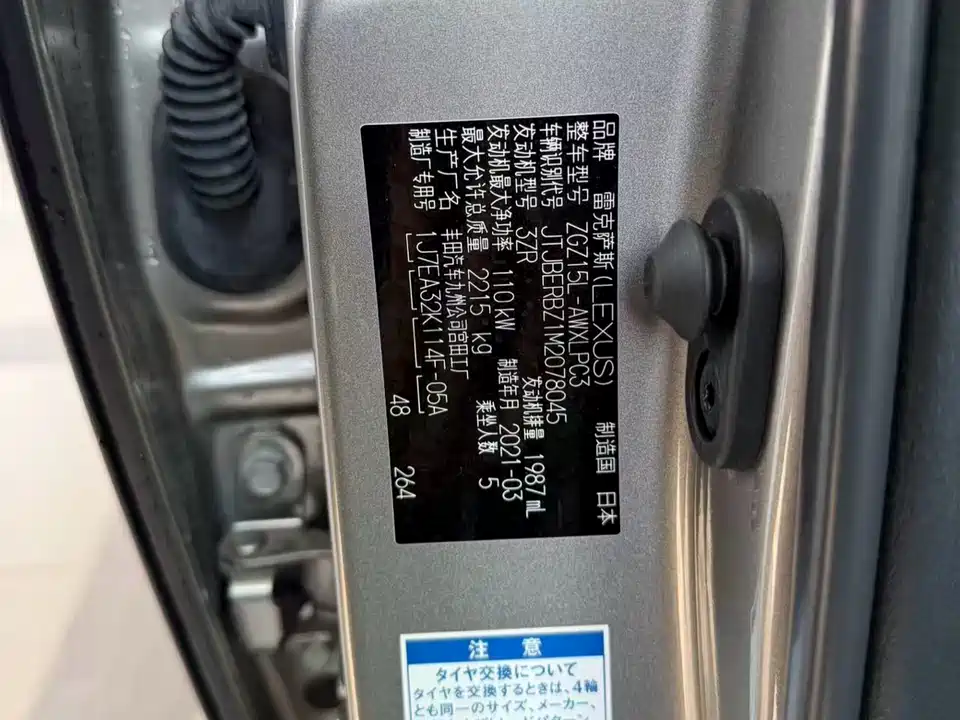 品牌 雷克萨斯(LEXUS) 制造国 日本
整车型号 ZGZ15L-AWXLPC3
车辆识别代号 JTJBERBZ1M2078045
发动机型号 3ZR 发动机排量 1987mL
发动机最大净功率 110kW 制造年月 2021-03
最大允许总质量 2215 kg 乘坐人数 5
生产厂名 丰田汽车九州公司宫田工厂
制造厂专用号 1J7EA32K114F-05A
48 264
注 意
タイヤ交換について
タイヤを交換するときは、4輪
とも同一のサイズ、メーカー、